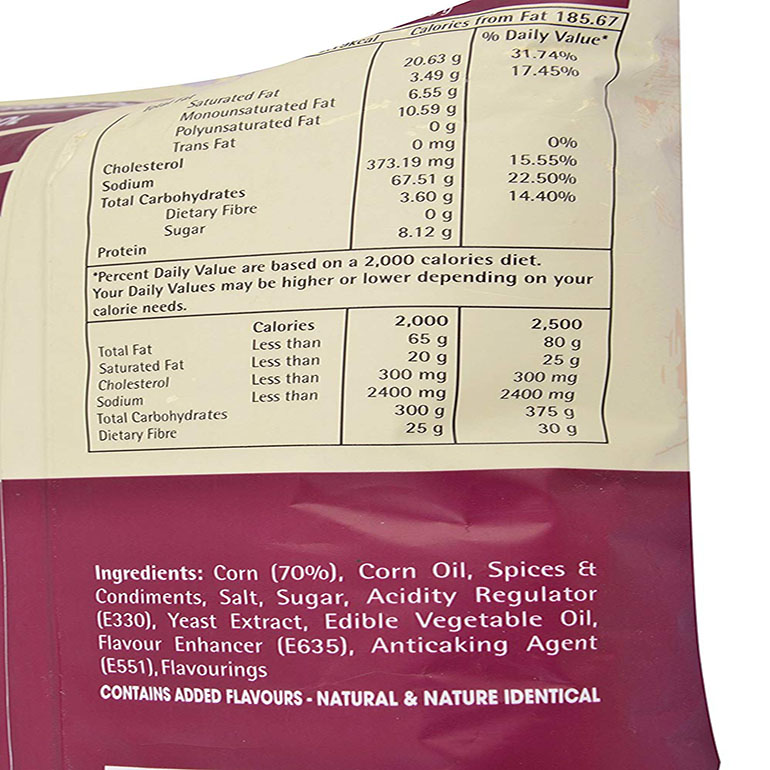 Calories from Fat 185.67
% Daily Value*
20.63 g 31.74%
Saturated Fat 3.49 g 17.45%
Monounsaturated Fat 6.55 g
Polyunsaturated Fat 10.59 g
Trans Fat 0 g
Cholesterol 0 mg 0%
Sodium 373.19 mg 15.55%
Total Carbohydrates 67.51 g 22.50%
Dietary Fibre 3.60 g 14.40%
Sugar 0 g
Protein 8.12 g
*Percent Daily Value are based on a 2,000 calories diet.
Your Daily Values may be higher or lower depending on your
calorie needs.
Calories 2,000 2,500
Total Fat Less than 65 g 80 g
Saturated Fat Less than 20 g 25 g
Cholesterol Less than 300 mg 300 mg
Sodium Less than 2400 mg 2400 mg
Total Carbohydrates 300 g 375 g
Dietary Fibre 25 g 30 g
Ingredients: Corn (70%), Corn Oil, Spices &
Condiments, Salt, Sugar, Acidity Regulator
(E330), Yeast Extract, Edible Vegetable Oil,
Flavour Enhancer (E635), Anticaking Agent
(E551), Flavourings
CONTAINS ADDED FLAVOURS - NATURAL & NATURE IDENTICAL